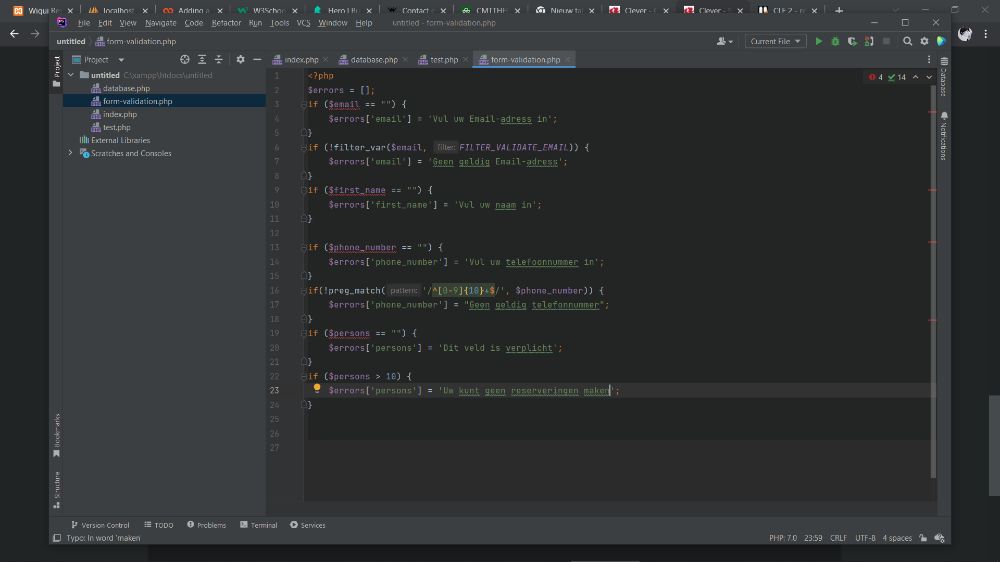 Wiqui Re
localhost
Adding a
W3Scho
Hero | Bu
Contact
CMTTHE
Nieuw ta
Clever -
Clever -
CLE 2 - r
File Edit View Navigate Code Refactor Run Tools VCS Window Help untitled - form-validation.php
untitled form-validation.php Current File
Project
index.php database.php test.php form-validation.php
Project
untitled C:\xampp\htdocs\untitled
database.php
form-validation.php
index.php
test.php
External Libraries
Scratches and Consoles
Bookmarks
Structure
4 14
Database
Notifications
1 <?php
2 $errors = [];
3 if ($email == "") {
4 $errors['email'] = 'Vul uw Email-adress in';
5 }
6 if (!filter_var($email, filter: FILTER_VALIDATE_EMAIL)) {
7 $errors['email'] = 'Geen geldig Email-adress';
8 }
9 if ($first_name == "") {
10 $errors['first_name'] = 'Vul uw naam in';
11 }
12
13 if ($phone_number == "") {
14 $errors['phone_number'] = 'Vul uw telefoonnummer in';
15 }
16 if(!preg_match( pattern: '/^[0-9]{10}+$/', $phone_number)) {
17 $errors['phone_number'] = "Geen geldig telefonnummer";
18 }
19 if ($persons == "") {
20 $errors['persons'] = 'Dit veld is verplicht';
21 }
22 if ($persons > 10) {
23 $errors['persons'] = 'Uw kunt geen reserveringen maken';
24 }
25
26
27
Version Control TODO Problems Terminal Services
Typo: In word 'maken' PHP: 7.0 23:59 CRLF UTF-8 4 spaces